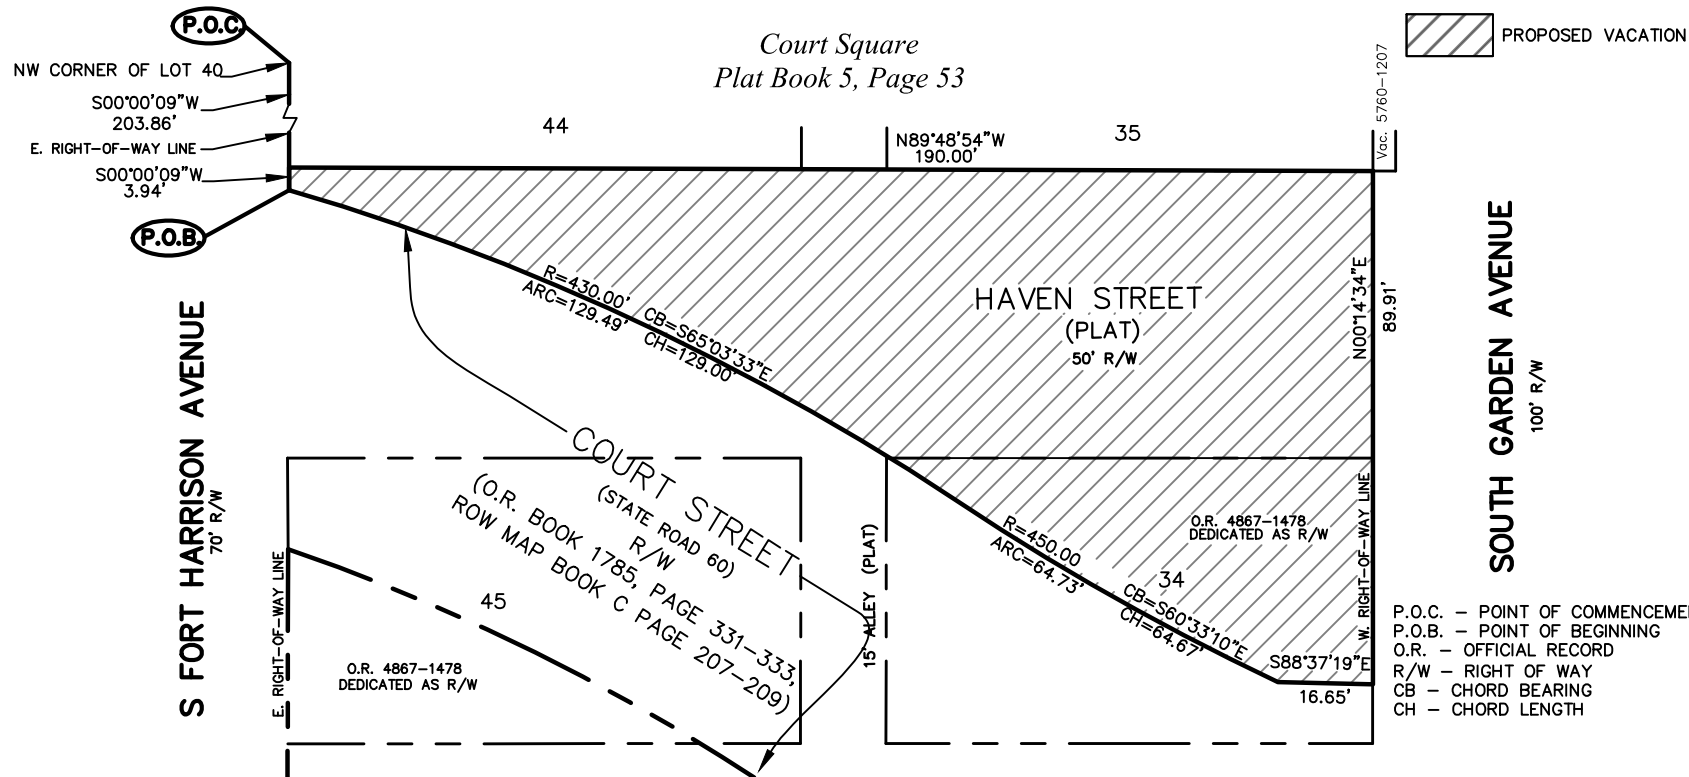 P.O.C.
NW CORNER OF LOT 40
S00°00'09"W
203.86'
E. RIGHT-OF-WAY LINE
S00°00'09"W
3.94'
P.O.B.
Court Square
Plat Book 5, Page 53
44
N89°48'54"W
190.00'
35
Vac. 5760-1207
PROPOSED VACATION
R=430.00'
ARC=129.49'
CB=S65°03'33"E
CH=129.00'
HAVEN STREET
(PLAT)
50' R/W
N00°14'34"E
89.91'
SOUTH GARDEN AVENUE
100' R/W
S FORT HARRISON AVENUE
70' R/W
COURT STREET
(STATE ROAD 60)
R/W
(O.R. BOOK 1785, PAGE 331-333,
ROW MAP BOOK C PAGE 207-209)
45
O.R. 4867-1478
DEDICATED AS R/W
E. RIGHT-OF-WAY LINE
15' ALLEY (PLAT)
R=450.00
ARC=64.73'
CB=S60°33'10"E
CH=64.67'
34
O.R. 4867-1478
DEDICATED AS R/W
W. RIGHT-OF-WAY LINE
S88°37'19"E
16.65'
P.O.C. - POINT OF COMMENCEME
P.O.B. - POINT OF BEGINNING
O.R. - OFFICIAL RECORD
R/W - RIGHT OF WAY
CB - CHORD BEARING
CH - CHORD LENGTH